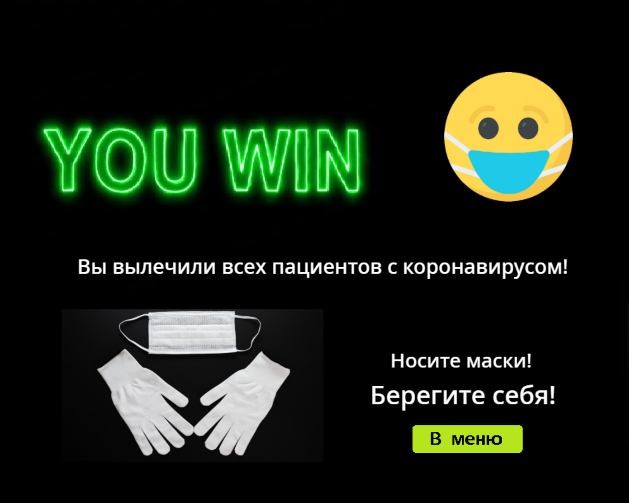 YOU WIN
Вы вылечили всех пациентов с коронавирусом!
Носите маски!
Берегите себя!
В меню